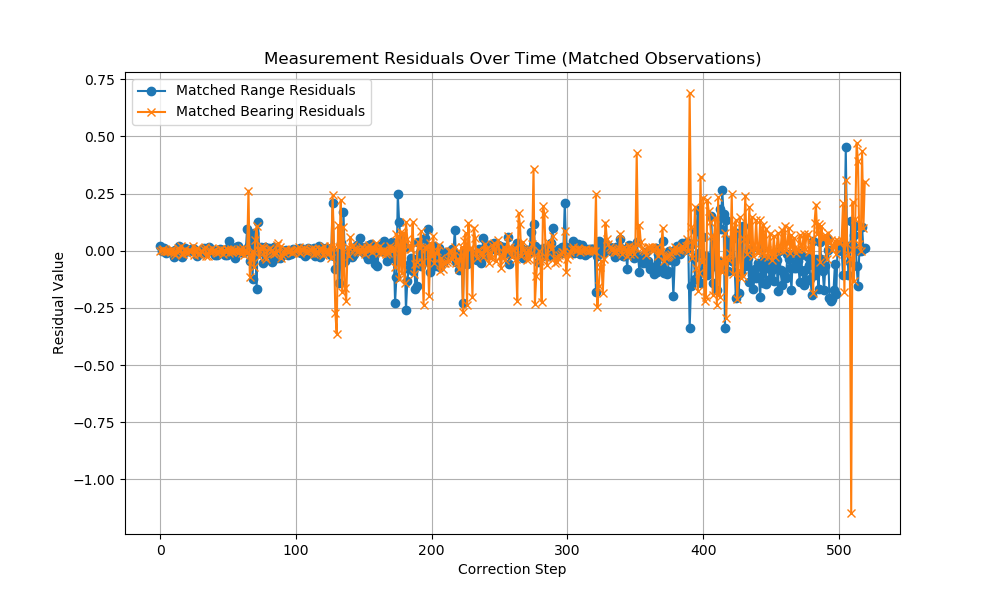 Measurement Residuals Over Time (Matched Observations)
Matched Range Residuals
Matched Bearing Residuals
Residual Value
0.75
0.50
0.25
0.00
−0.25
−0.50
−0.75
−1.00
0 100 200 300 400 500
Correction Step